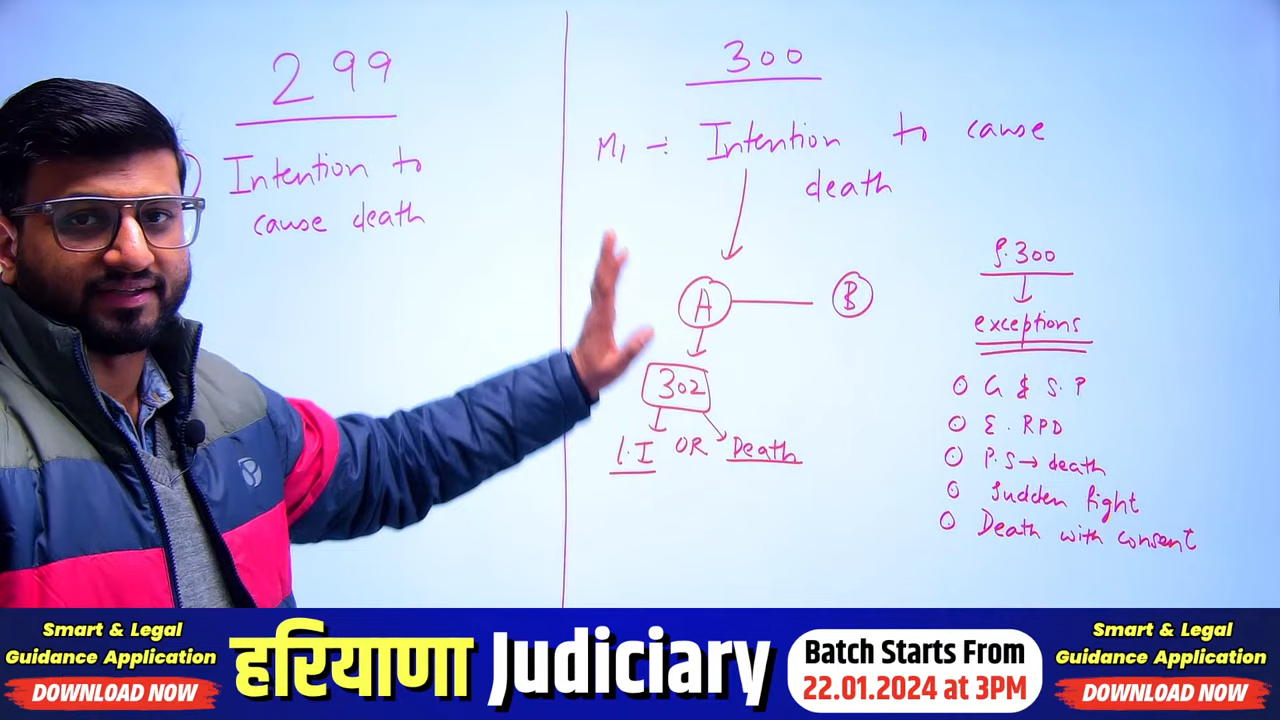 299
Intention to
cause death
300
M1 ÷ Intention to cause
death
A B
302
1.I OR Death
S.300
exceptions
G & S.P
E. RPD
P.S → death
Sudden fight
Death with consent
Smart & Legal
Guidance Application
DOWNLOAD NOW
हरियाणा Judiciary
Batch Starts From
22.01.2024 at 3PM
Smart & Legal
Guidance Application
DOWNLOAD NOW